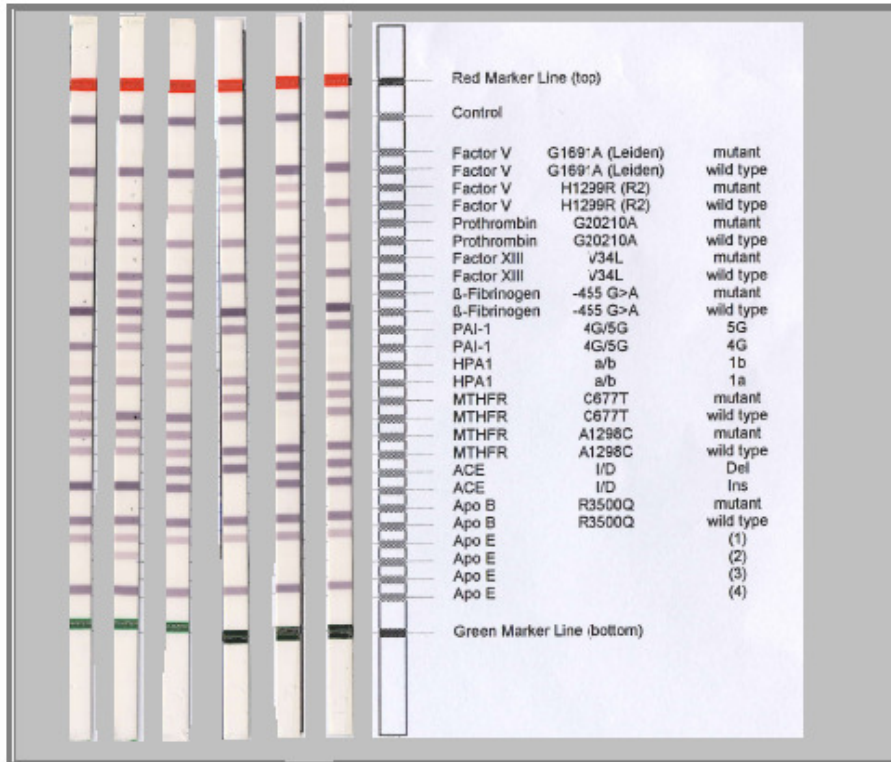 Red Marker Line (top)
Control
Factor V G1691A (Leiden) mutant
Factor V G1691A (Leiden) wild type
Factor V H1299R (R2) mutant
Factor V H1299R (R2) wild type
Prothrombin G20210A mutant
Prothrombin G20210A wild type
Factor XIII V34L mutant
Factor XIII V34L wild type
ß-Fibrinogen -455 G>A mutant
ß-Fibrinogen -455 G>A wild type
PAI-1 4G/5G 5G
PAI-1 4G/5G 4G
HPA1 a/b 1b
HPA1 a/b 1a
MTHFR C677T mutant
MTHFR C677T wild type
MTHFR A1298C mutant
MTHFR A1298C wild type
ACE I/D Del
ACE I/D Ins
Apo B R3500Q mutant
Apo B R3500Q wild type
Apo E (1)
Apo E (2)
Apo E (3)
Apo E (4)
Green Marker Line (bottom)